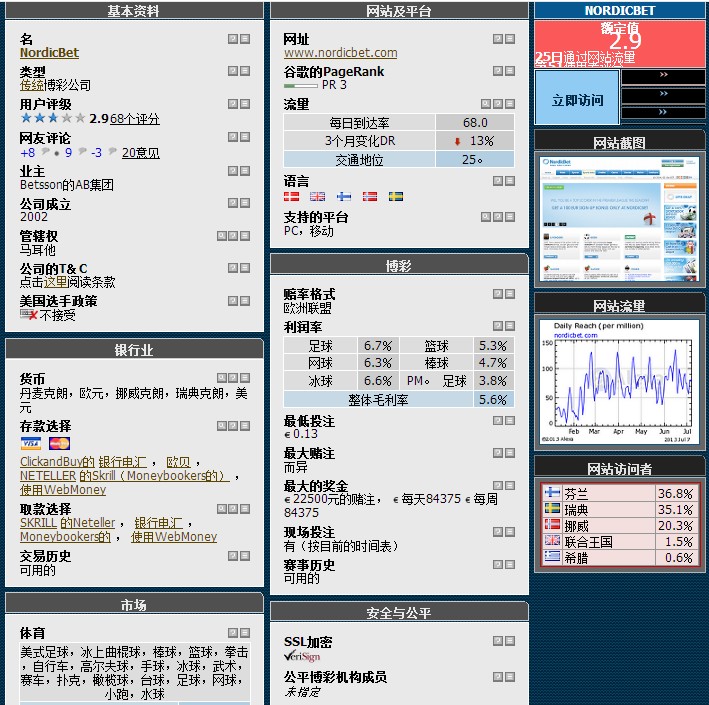 基本资料
名
NordicBet
类型
传统博彩公司
用户评级
2.9 68个评分
网友评论
+8 • 9 -3 20意见
业主
Betsson的AB集团
公司成立
2002
管辖权
马耳他
公司的T& C
点击这里阅读条款
美国选手政策
不接受
银行业
货币
丹麦克朗，欧元，挪威克朗，瑞典克朗，美
元
存款选择
VISA MasterCard
ClickandBuy的 银行电汇 ， 欧贝 ，
NETELLER 的Skrill（Moneybookers的） ，
使用WebMoney
取款选择
SKRILL 的Neteller ， 银行电汇 ，
Moneybookers的 ， 使用WebMoney
交易历史
可用的
市场
体育
美式足球，冰上曲棍球，棒球，篮球，拳击
，自行车，高尔夫球，手球，冰球，武术，
赛车，扑克，橄榄球，台球，足球，网球，
小跑，水球
网站及平台
网址
www.nordicbet.com
谷歌的PageRank
PR 3
流量
每日到达率 68.0
3个月变化DR 13%
交通地位 25。
语言
支持的平台
PC，移动
博彩
赔率格式
欧洲联盟
利润率
足球 6.7% 篮球 5.3%
网球 6.3% 棒球 4.7%
冰球 6.6% PM。 足球 3.8%
整体毛利率 5.6%
最低投注
€ 0.13
最大赌注
而异
最大的奖金
€ 22500元的赌注， € 每天84375 € 每周
84375
现场投注
有（按目前的时间表）
赛事历史
可用的
安全与公平
SSL加密
VeriSign
公平博彩机构成员
未指定
NORDICBET
额定值
2.9
25日通过网站流量
立即访问
>>
>>
>>
网站截图
NordicBet
网站流量
Daily Reach (per million)
nordicbet.com
150
100
50
0
Feb Mar Apr May Jun Jul
©2013 Alexa 2013 Jul 7
网站访问者
芬兰 36.8%
瑞典 35.1%
挪威 20.3%
联合王国 1.5%
希腊 0.6%